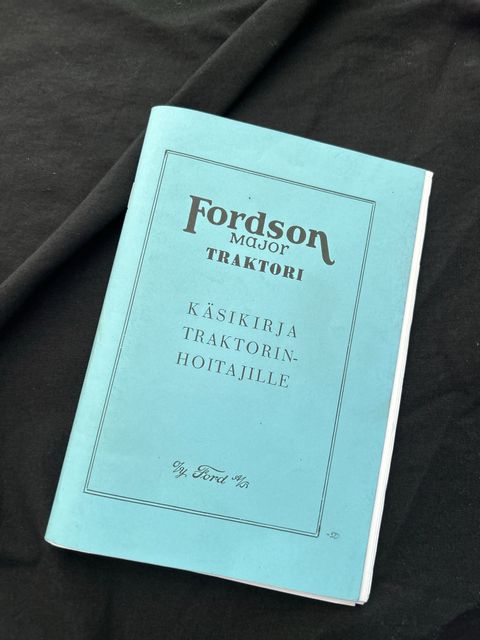 Fordson
Major
TRAKTORI
KÄSIKIRJA
TRAKTORIN-
HOITAJILLE
O/y. Ford A/B